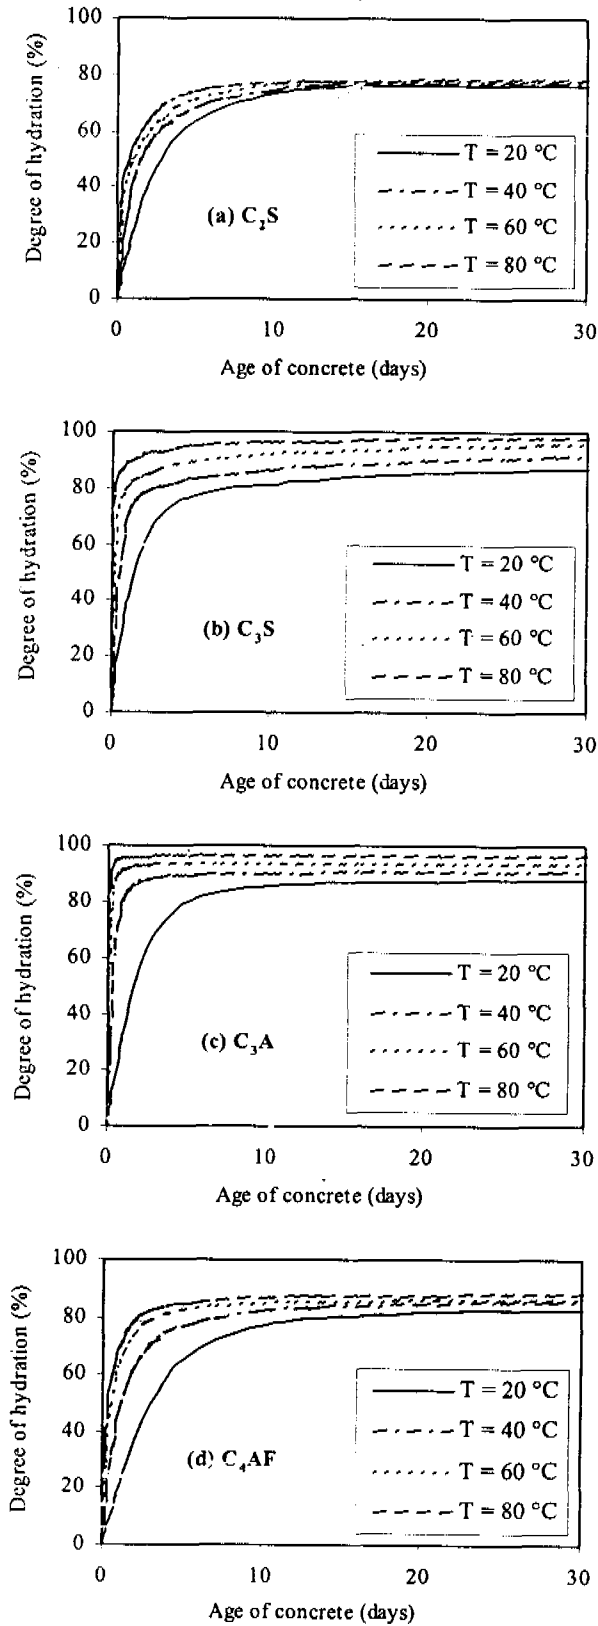 100
80
60
40
20
0
Degree of hydration (%)
(a) C₂S
T = 20 °C
T = 40 °C
T = 60 °C
T = 80 °C
0 10 20 30
Age of concrete (days)
100
80
60
40
20
0
Degree of hydration (%)
(b) C₃S
T = 20 °C
T = 40 °C
T = 60 °C
T = 80 °C
0 10 20 30
Age of concrete (days)
100
80
60
40
20
0
Degree of hydration (%)
(c) C₃A
T = 20 °C
T = 40 °C
T = 60 °C
T = 80 °C
0 10 20 30
Age of concrete (days)
100
80
60
40
20
0
Degree of hydration (%)
(d) C₄AF
T = 20 °C
T = 40 °C
T = 60 °C
T = 80 °C
0 10 20 30
Age of concrete (days)